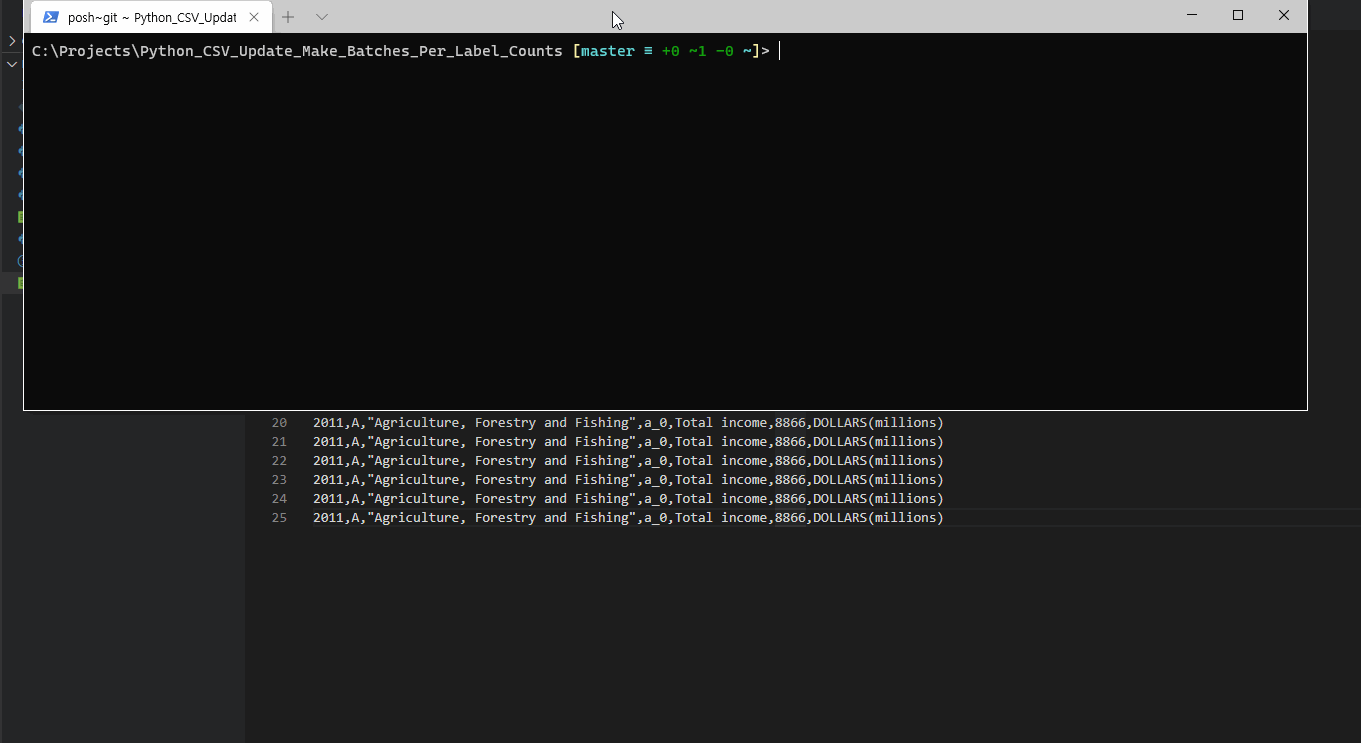 posh~git ~ Python_CSV_Updat
C:\Projects\Python_CSV_Update_Make_Batches_Per_Label_Counts [master ≡ +0 ~1 -0 ~]>
20 2011,A,"Agriculture, Forestry and Fishing",a_0,Total income,8866,DOLLARS(millions)
21 2011,A,"Agriculture, Forestry and Fishing",a_0,Total income,8866,DOLLARS(millions)
22 2011,A,"Agriculture, Forestry and Fishing",a_0,Total income,8866,DOLLARS(millions)
23 2011,A,"Agriculture, Forestry and Fishing",a_0,Total income,8866,DOLLARS(millions)
24 2011,A,"Agriculture, Forestry and Fishing",a_0,Total income,8866,DOLLARS(millions)
25 2011,A,"Agriculture, Forestry and Fishing",a_0,Total income,8866,DOLLARS(millions)